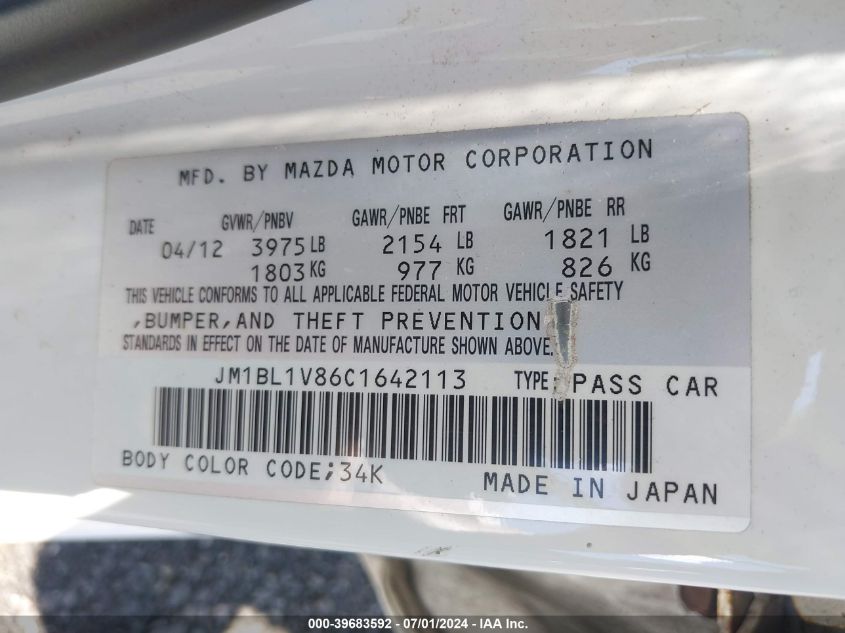 MFD. BY MAZDA MOTOR CORPORATION
DATE GVWR/PNBV GAWR/PNBE FRT GAWR/PNBE RR
04/12 3975 LB 2154 LB 1821 LB
1803 KG 977 KG 826 KG
THIS VEHICLE CONFORMS TO ALL APPLICABLE FEDERAL MOTOR VEHICLE SAFETY
,BUMPER,AND THEFT PREVENTION
STANDARDS IN EFFECT ON THE DATE OF MANUFACTURE SHOWN ABOVE.
JM1BL1V86C1642113 TYPE: PASS CAR
BODY COLOR CODE;34K MADE IN JAPAN
000-39683592 - 07/01/2024 - IAA Inc.